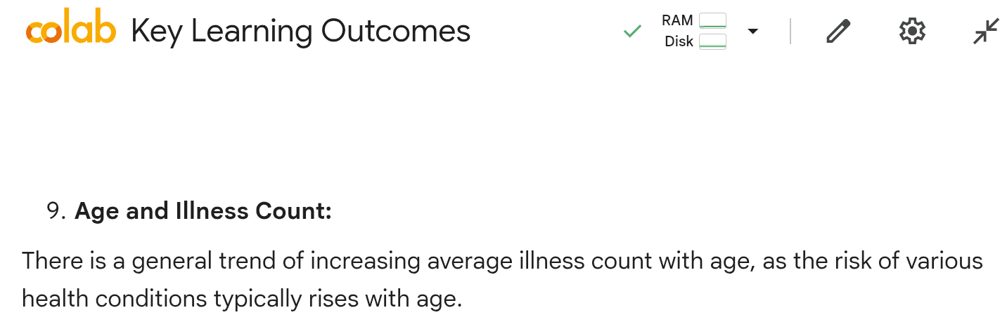 colab Key Learning Outcomes
RAM
Disk
9. Age and Illness Count:
There is a general trend of increasing average illness count with age, as the risk of various
health conditions typically rises with age.